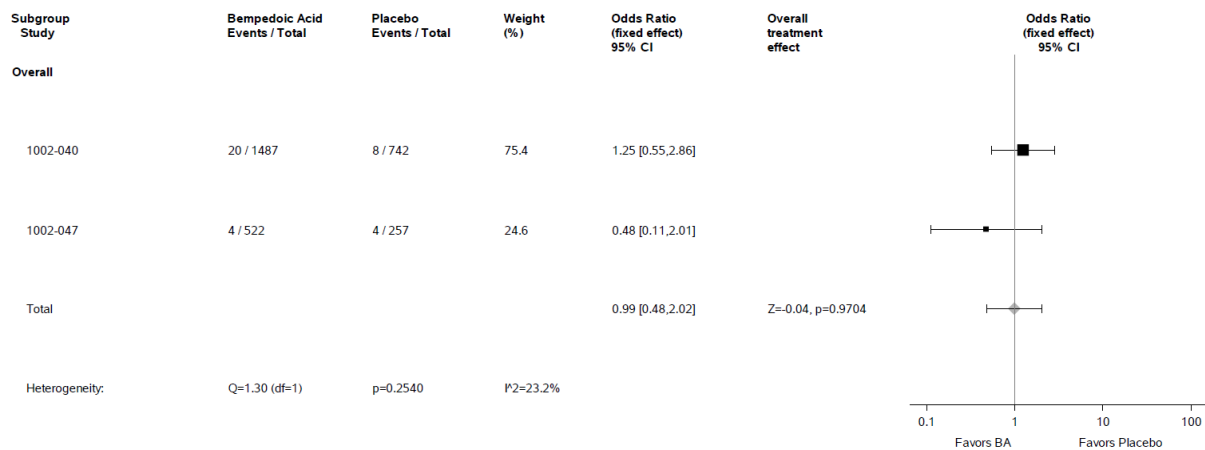 Subgroup Bempedoic Acid Placebo Weight Odds Ratio Overall Odds Ratio
Study Events / Total Events / Total (%) (fixed effect) treatment (fixed effect)
95% CI effect 95% CI
Overall
1002-040 20 / 1487 8 / 742 75.4 1.25 [0.55,2.86]
1002-047 4 / 522 4 / 257 24.6 0.48 [0.11,2.01]
Total 0.99 [0.48,2.02] Z=-0.04, p=0.9704
Heterogeneity: Q=1.30 (df=1) p=0.2540 I^2=23.2%
0.1 1 10 100
Favors BA Favors Placebo